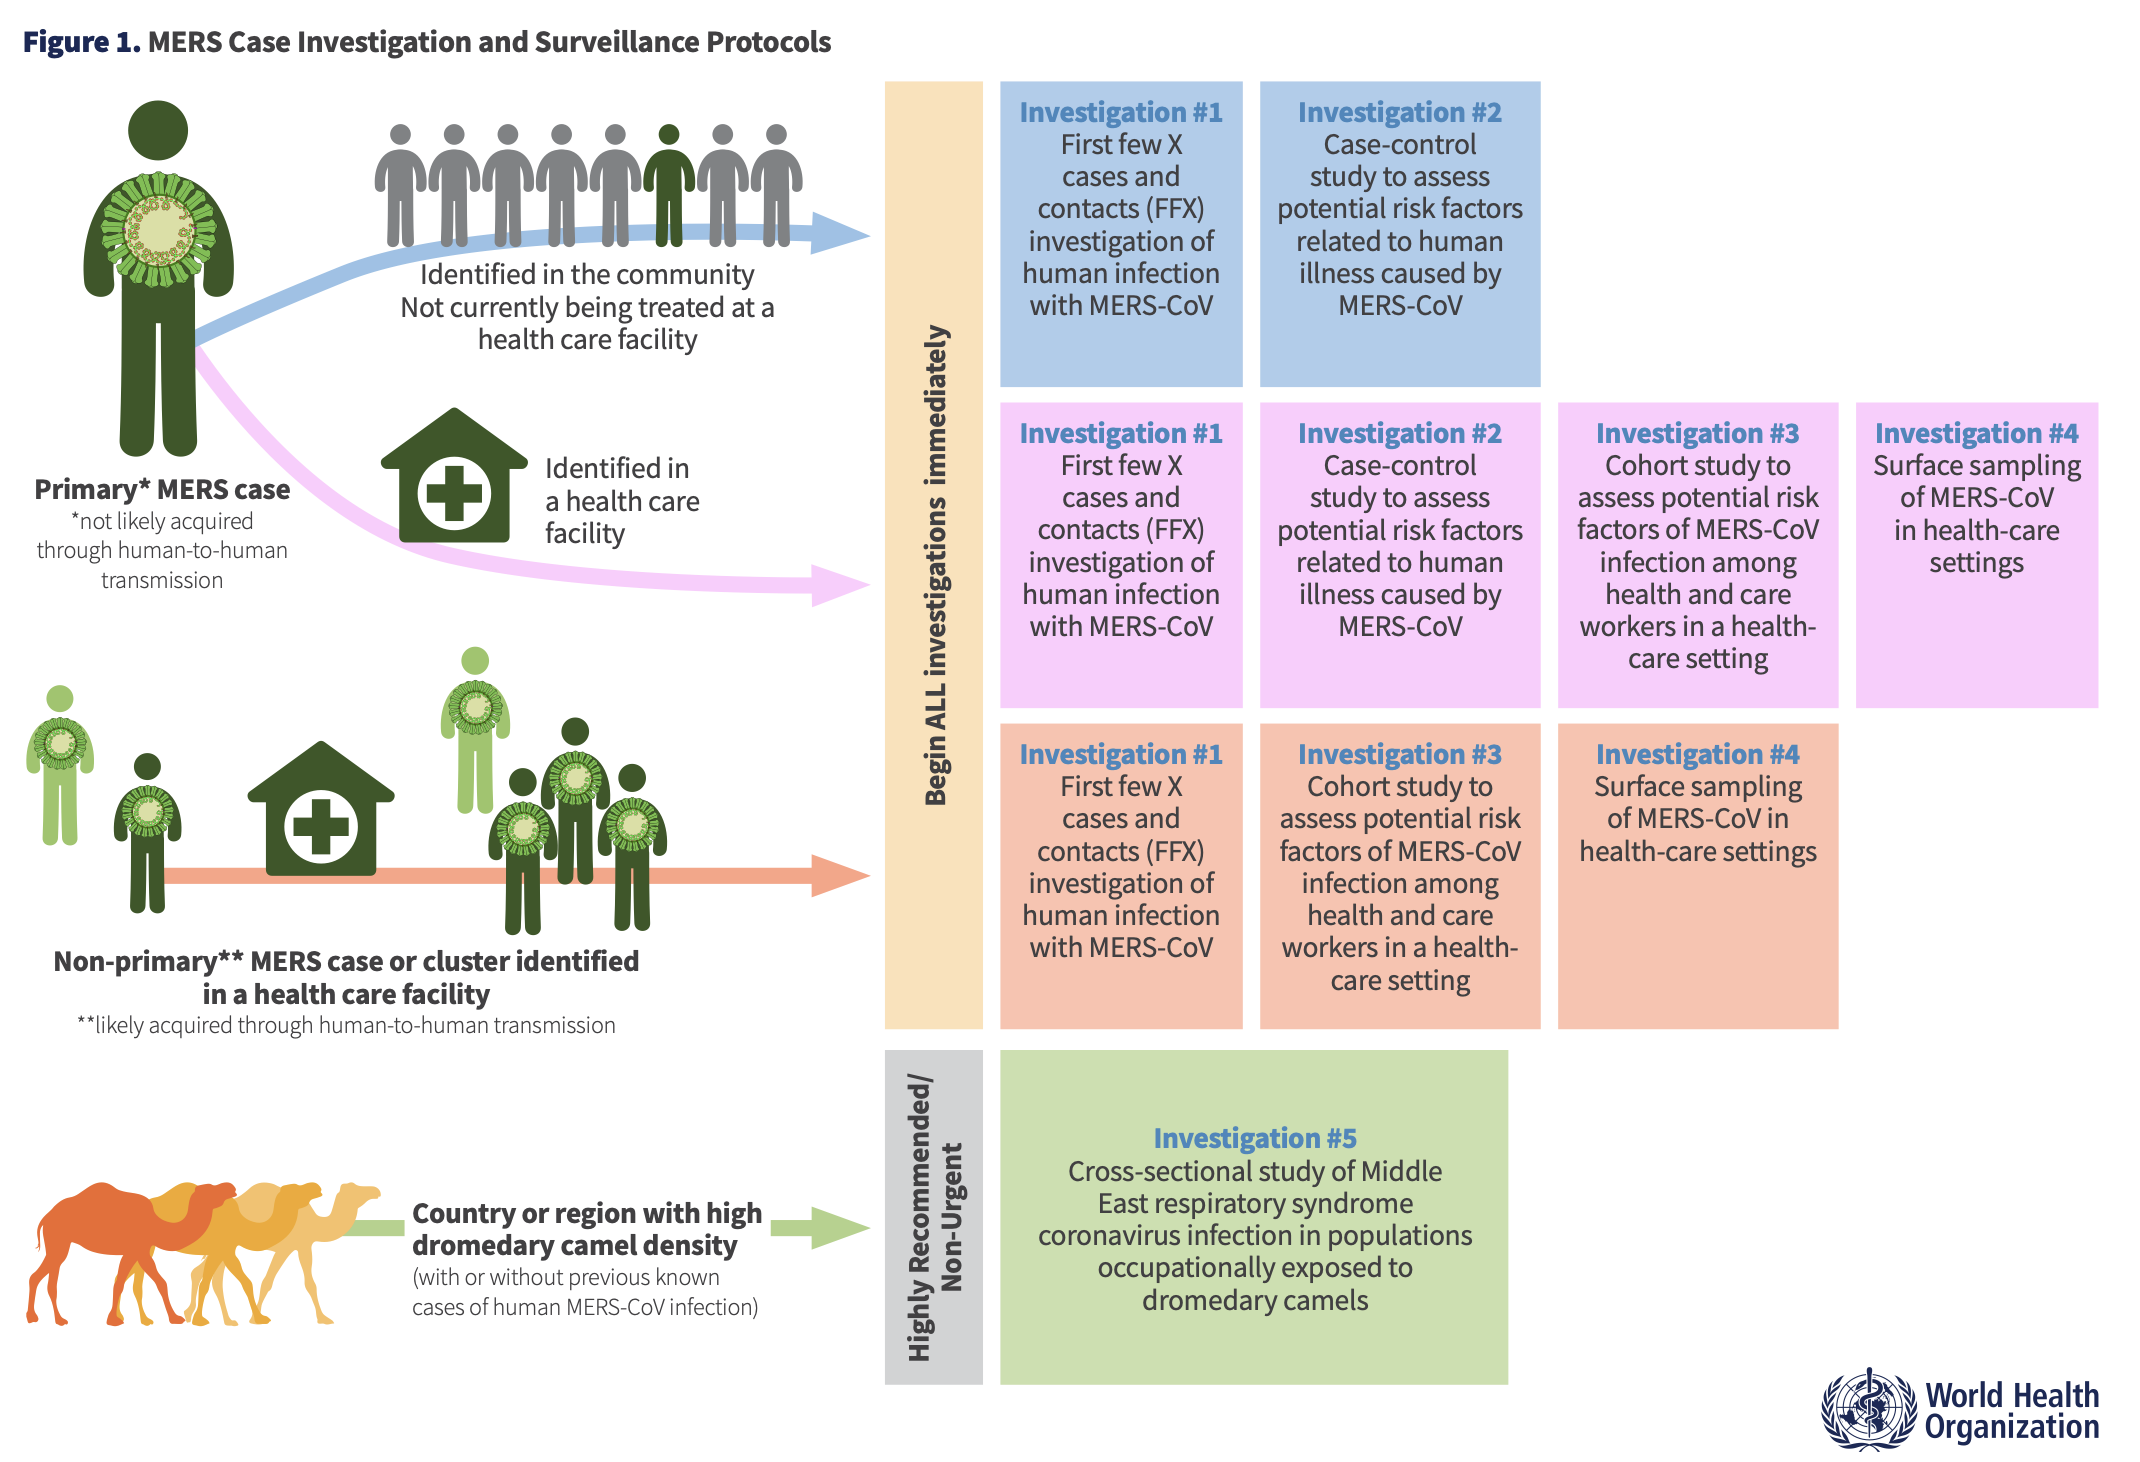 Figure 1. MERS Case Investigation and Surveillance Protocols
Identified in the community
Not currently being treated at a
health care facility
Identified in
a health care
facility
Primary* MERS case
*not likely acquired
through human-to-human
transmission
Non-primary** MERS case or cluster identified
in a health care facility
**likely acquired through human-to-human transmission
Country or region with high
dromedary camel density
(with or without previous known
cases of human MERS-CoV infection)
Begin ALL investigations immediately
Investigation #1
First few X
cases and
contacts (FFX)
investigation of
human infection
with MERS-CoV
Investigation #2
Case-control
study to assess
potential risk factors
related to human
illness caused by
MERS-CoV
Investigation #1
First few X
cases and
contacts (FFX)
investigation of
human infection
with MERS-CoV
Investigation #2
Case-control
study to assess
potential risk factors
related to human
illness caused by
MERS-CoV
Investigation #3
Cohort study to
assess potential risk
factors of MERS-CoV
infection among
health and care
workers in a health-
care setting
Investigation #4
Surface sampling
of MERS-CoV
in health-care
settings
Investigation #1
First few X
cases and
contacts (FFX)
investigation of
human infection
with MERS-CoV
Investigation #3
Cohort study to
assess potential risk
factors of MERS-CoV
infection among
health and care
workers in a health-
care setting
Investigation #4
Surface sampling
of MERS-CoV in
health-care settings
Highly Recommended/
Non-Urgent
Investigation #5
Cross-sectional study of Middle
East respiratory syndrome
coronavirus infection in populations
occupationally exposed to
dromedary camels
World Health
Organization